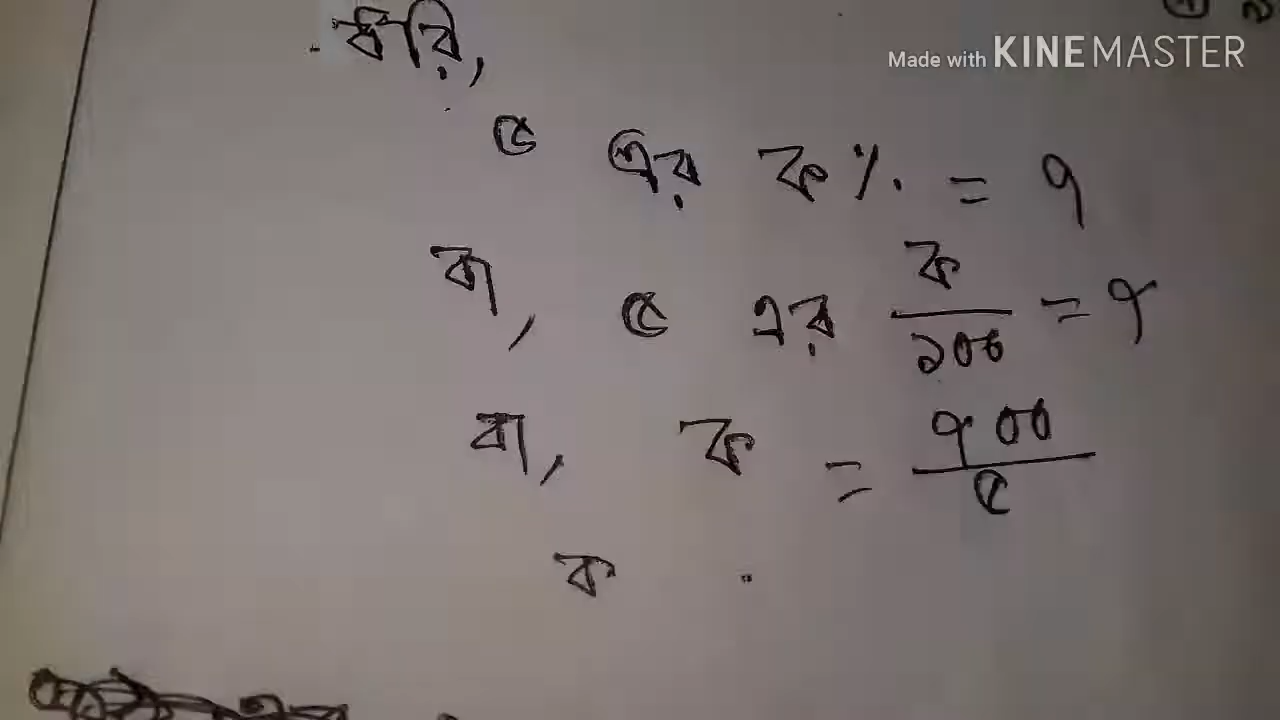 Made with KINEMASTER
ধরি,
৫ এর ক % = ৭
বা, ৫ এর ক/১০০ = ৭
বা, ক = ৭০০/৫
ক